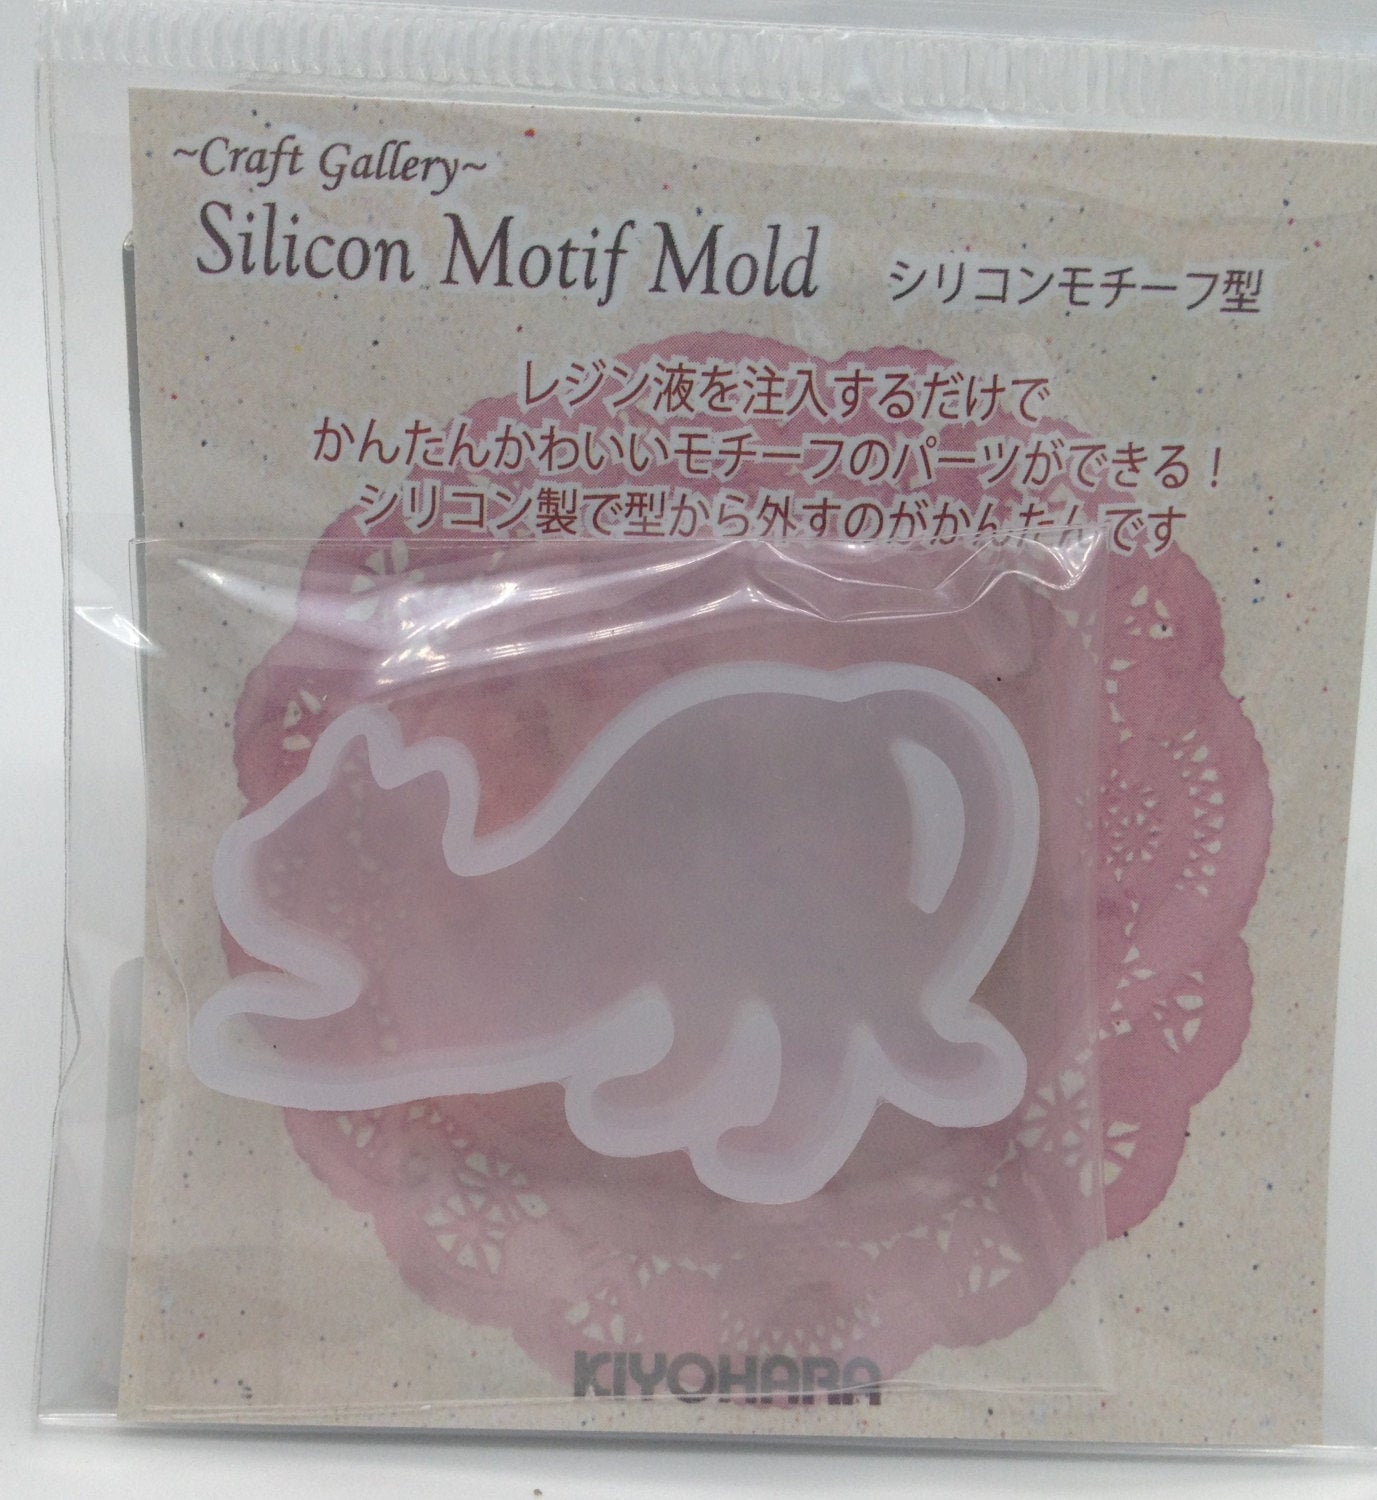 ~Craft Gallery~
Silicon Motif Mold シリコンモチーフ型
レジン液を注入するだけで
かんたんかわいいモチーフのパーツができる！
シリコン製で型から外すのがかんたんです
KIYOHARA